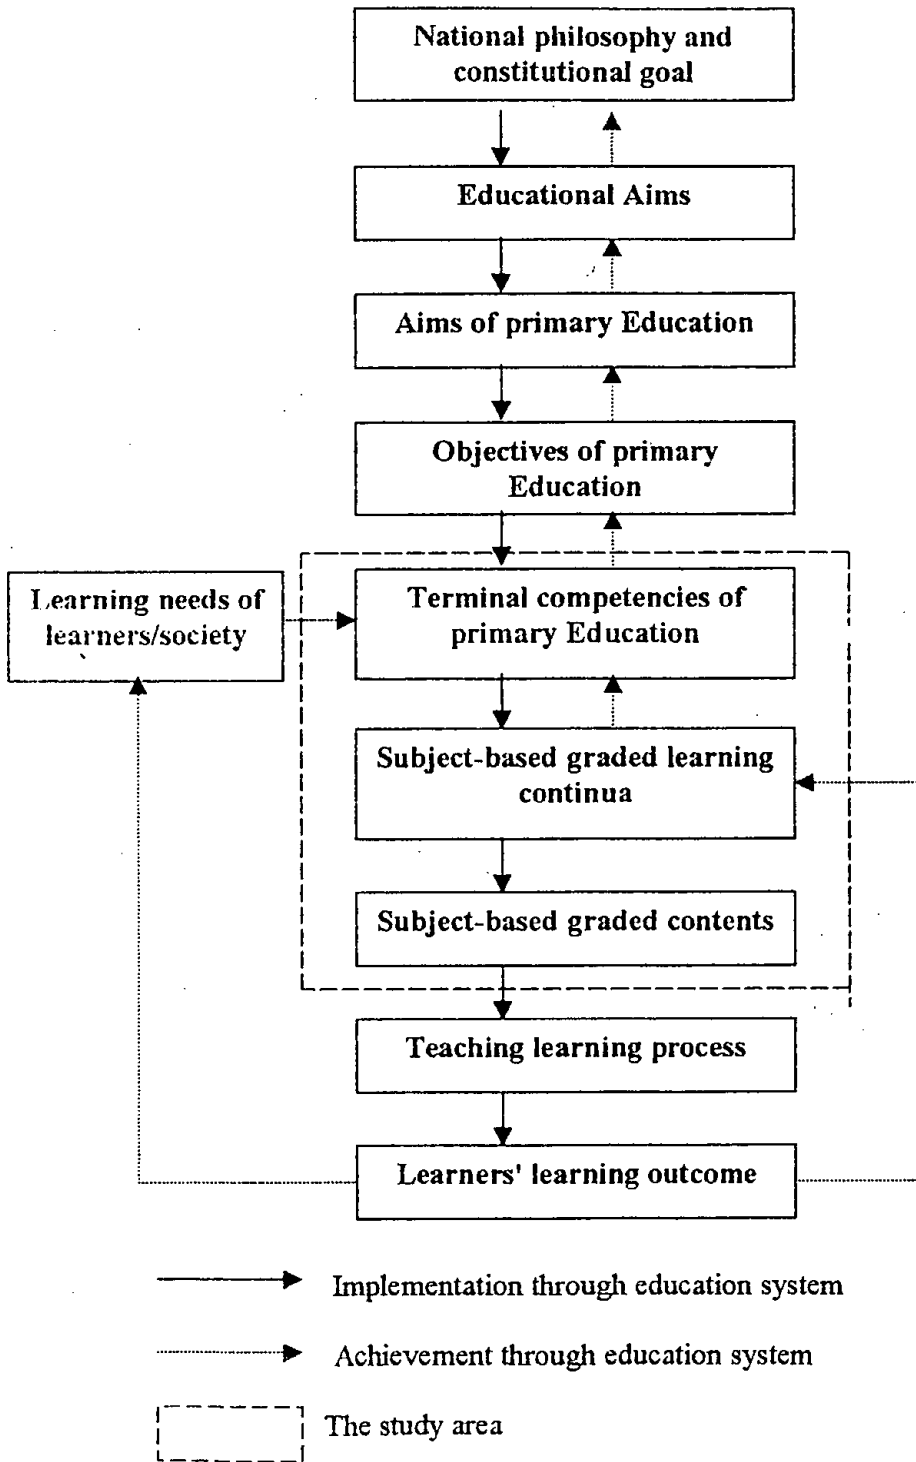 National philosophy and
constitutional goal
Educational Aims
Aims of primary Education
Objectives of primary
Education
Learning needs of
learners/society
Terminal competencies of
primary Education
Subject-based graded learning
continua
Subject-based graded contents
Teaching learning process
Learners' learning outcome
Implementation through education system
Achievement through education system
The study area